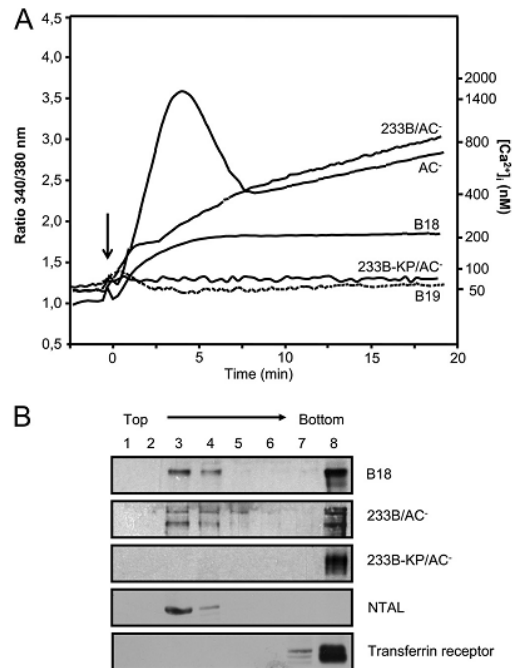 A
4,5
4,0
3,5
3,0
2,5
2,0
1,5
1,0
0,5
Ratio 340/380 nm
2000
1400
800
400
200
100
50
[Ca²⁺]i (nM)
233B/AC⁻
AC⁻
B18
233B-KP/AC⁻
B19
0 5 10 15 20
Time (min)
B
Top Bottom
1 2 3 4 5 6 7 8
B18
233B/AC⁻
233B-KP/AC⁻
NTAL
Transferrin receptor